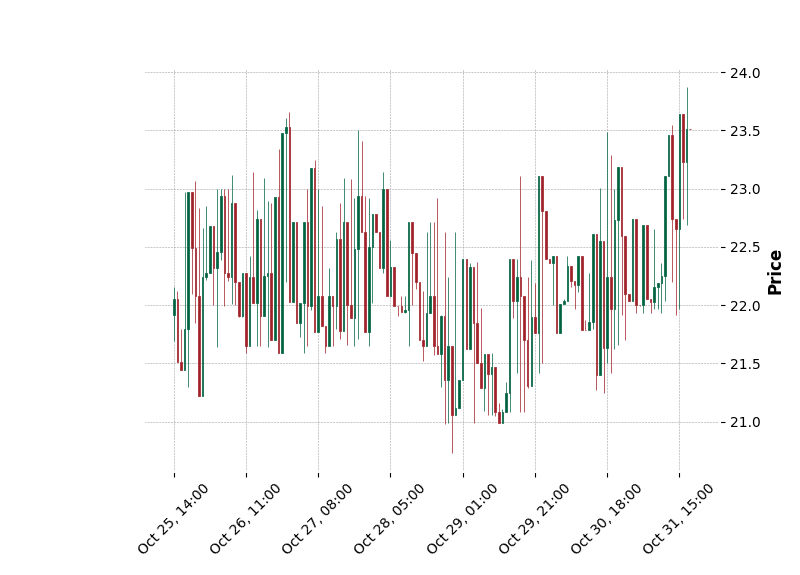 24.0
23.5
23.0
22.5
22.0
21.5
21.0
Price
Oct 25, 14:00
Oct 26, 11:00
Oct 27, 08:00
Oct 28, 05:00
Oct 29, 01:00
Oct 29, 21:00
Oct 30, 18:00
Oct 31, 15:00